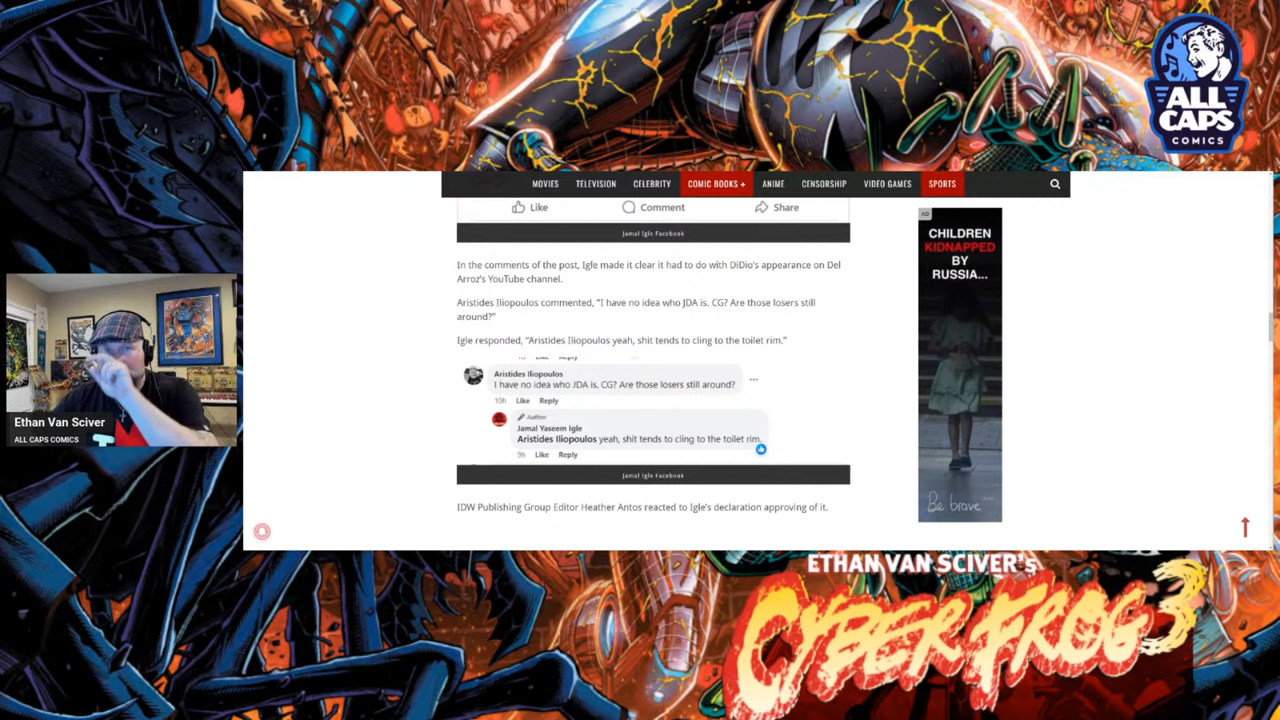 ALL
CAPS
COMICS
MOVIES TELEVISION CELEBRITY COMIC BOOKS + ANIME CENSORSHIP VIDEO GAMES SPORTS
Like Comment Share
Jamal Igle Facebook
In the comments of the post, Igle made it clear it had to do with DiDio's appearance on Del
Arroz's YouTube channel.
Aristides Iliopoulos commented, "I have no idea who JDA is. CG? Are those losers still
around?"
Igle responded, "Aristides Iliopoulos yeah, shit tends to cling to the toilet rim."
Like Reply
Aristides Iliopoulos
I have no idea who JDA is. CG? Are those losers still around?
10h Like Reply
Author
Jamal Yaseem Igle
Aristides Iliopoulos yeah, shit tends to cling to the toilet rim.
9h Like Reply
Jamal Igle Facebook
IDW Publishing Group Editor Heather Antos reacted to Igle's declaration approving of it.
AD
CHILDREN
KIDNAPPED
BY
RUSSIA...
Be brave
Ethan Van Sciver
ALL CAPS COMICS
ETHAN VAN SCIVER's
CYBERFROG 3